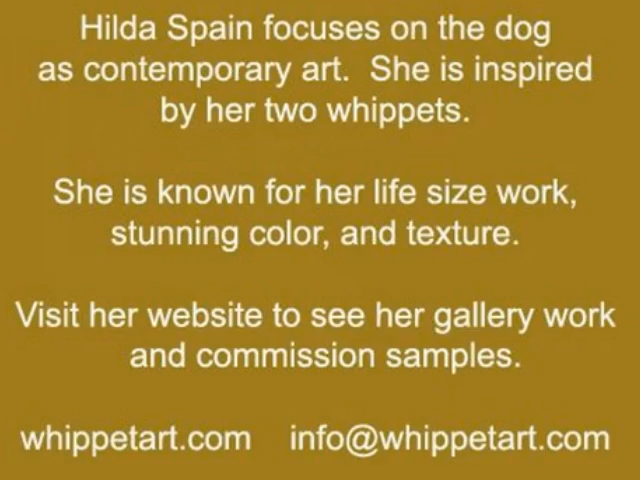 Hilda Spain focuses on the dog
as contemporary art.  She is inspired
by her two whippets.
She is known for her life size work,
stunning color, and texture.
Visit her website to see her gallery work
and commission samples.
whippetart.com    info@whippetart.com